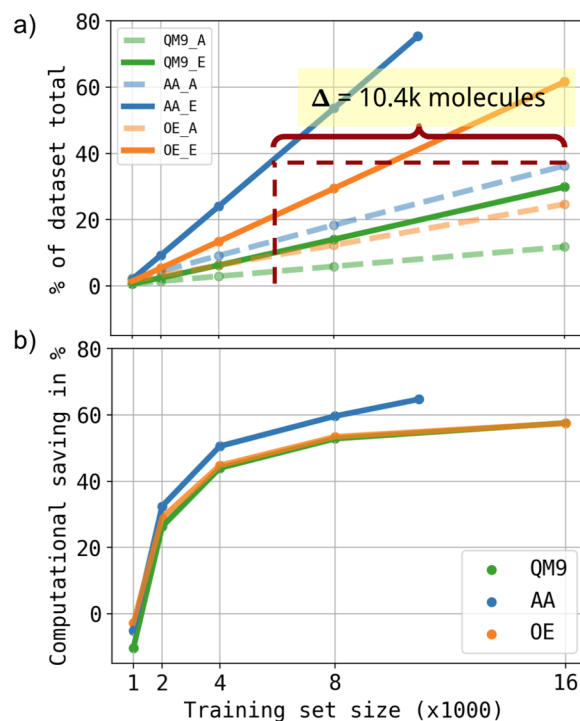 a)
80
60
40
20
0
% of dataset total
QM9_A
QM9_E
AA_A
AA_E
OE_A
OE_E
Δ = 10.4k molecules
b)
80
60
40
20
0
Computational saving in %
QM9
AA
OE
1 2 4 8 16
Training set size (x1000)